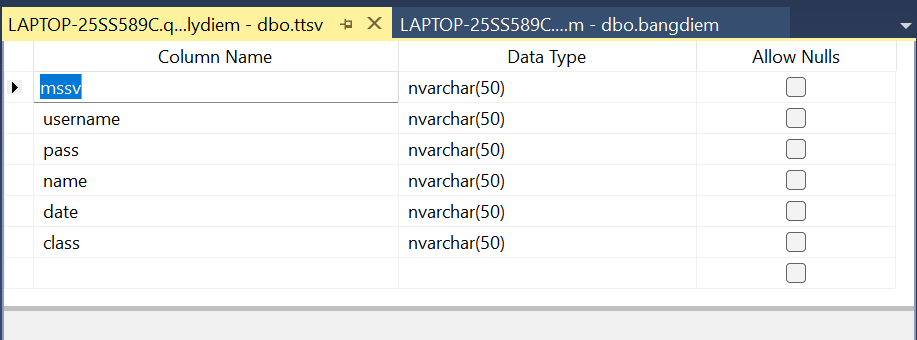 LAPTOP-25SS589C.q...lydiem - dbo.ttsv LAPTOP-25SS589C....m - dbo.bangdiem
Column Name Data Type Allow Nulls
mssv nvarchar(50)
username nvarchar(50)
pass nvarchar(50)
name nvarchar(50)
date nvarchar(50)
class nvarchar(50)